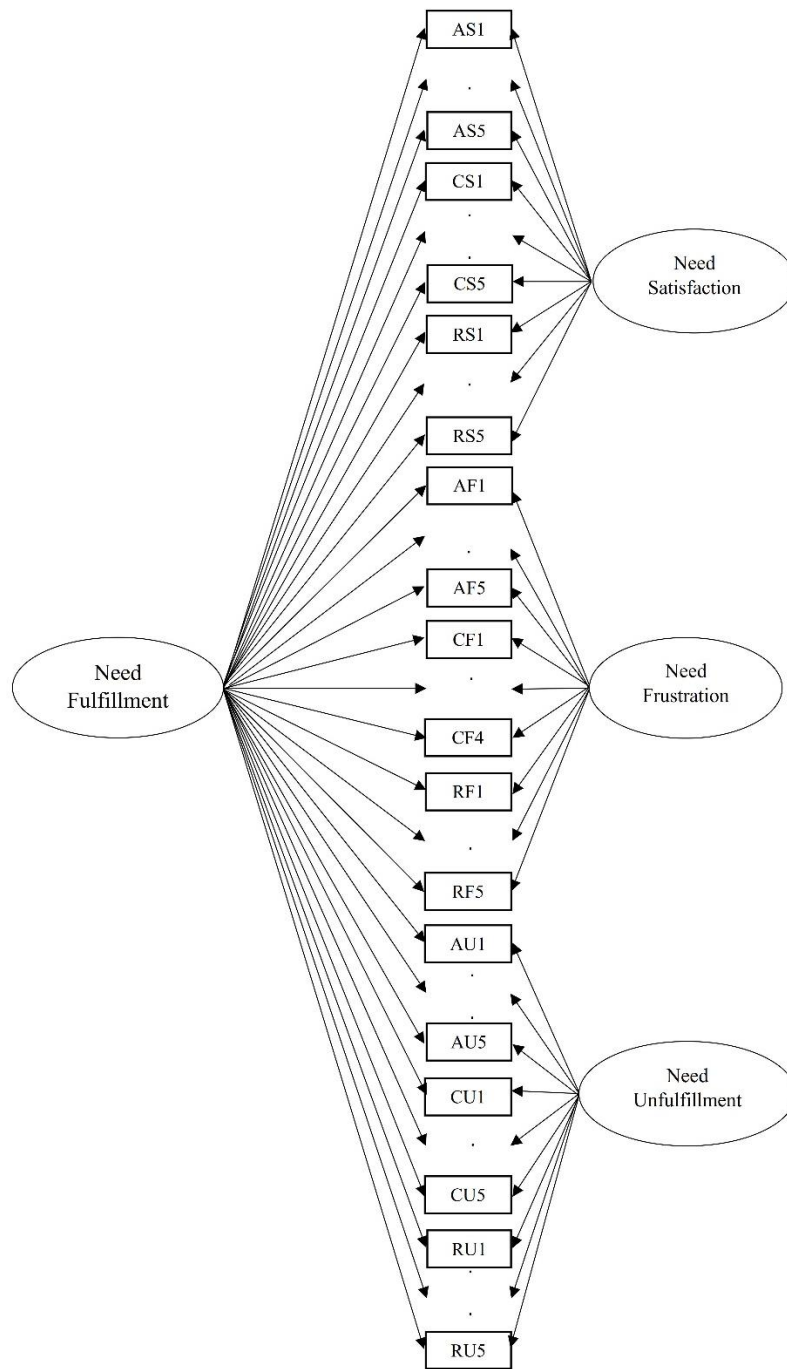 AS1
.
AS5
CS1
.
.
CS5
RS1
.
RS5
AF1
.
AF5
CF1
.
CF4
RF1
.
RF5
AU1
.
.
AU5
CU1
.
CU5
RU1
.
.
RU5
Need
Fulfillment
Need
Satisfaction
Need
Frustration
Need
Unfulfillment